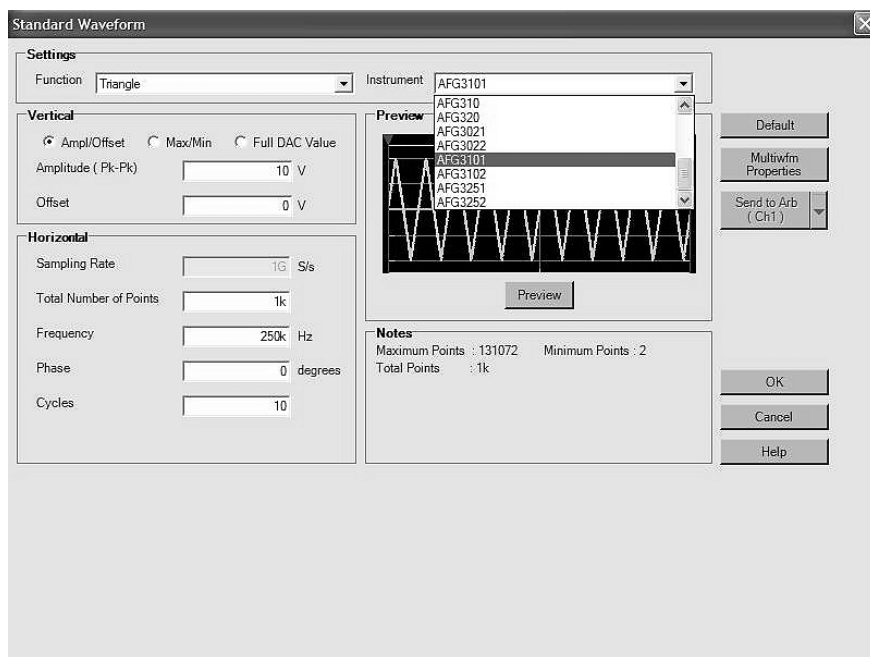 Standard Waveform
Settings
Function Triangle Instrument AFG3101
AFG310
AFG320
AFG3021
AFG3022
AFG3101
AFG3102
AFG3251
AFG3252
Vertical
Ampl/Offset Max/Min Full DAC Value
Amplitude ( Pk-Pk) 10 V
Offset 0 V
Horizontal
Sampling Rate 1G S/s
Total Number of Points 1k
Frequency 250k Hz
Phase 0 degrees
Cycles 10
Preview
Preview
Notes
Maximum Points : 131072 Minimum Points : 2
Total Points : 1k
Default
Multiwfm
Properties
Send to Arb
( Ch1 )
OK
Cancel
Help